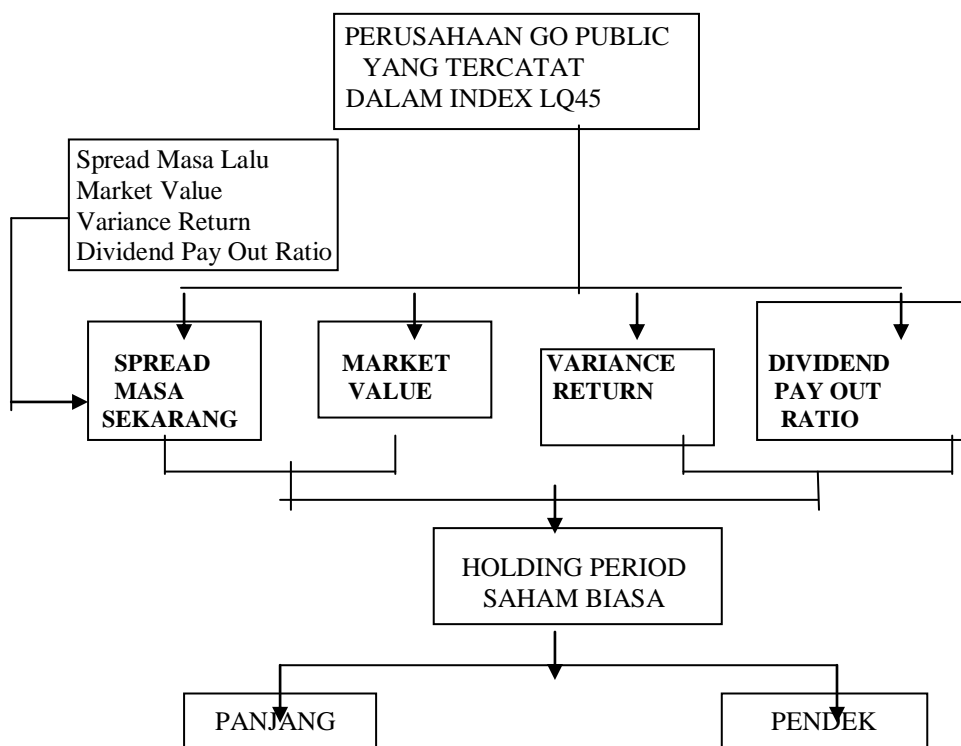 PERUSAHAAN GO PUBLIC
YANG TERCATAT
DALAM INDEX LQ45
Spread Masa Lalu
Market Value
Variance Return
Dividend Pay Out Ratio
SPREAD
MASA
SEKARANG
MARKET
VALUE
VARIANCE
RETURN
DIVIDEND
PAY OUT
RATIO
HOLDING PERIOD
SAHAM BIASA
PANJANG
PENDEK